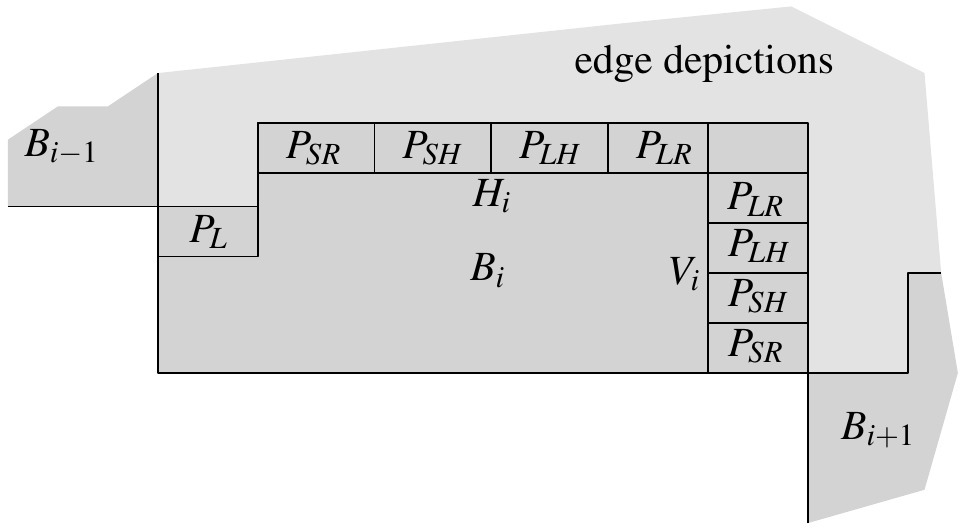 edge depictions
B_{i−1}
P_{SR} P_{SH} P_{LH} P_{LR}
H_i
P_{LR}
P_L
P_{LH}
B_i
V_i
P_{SH}
P_{SR}
B_{i+1}